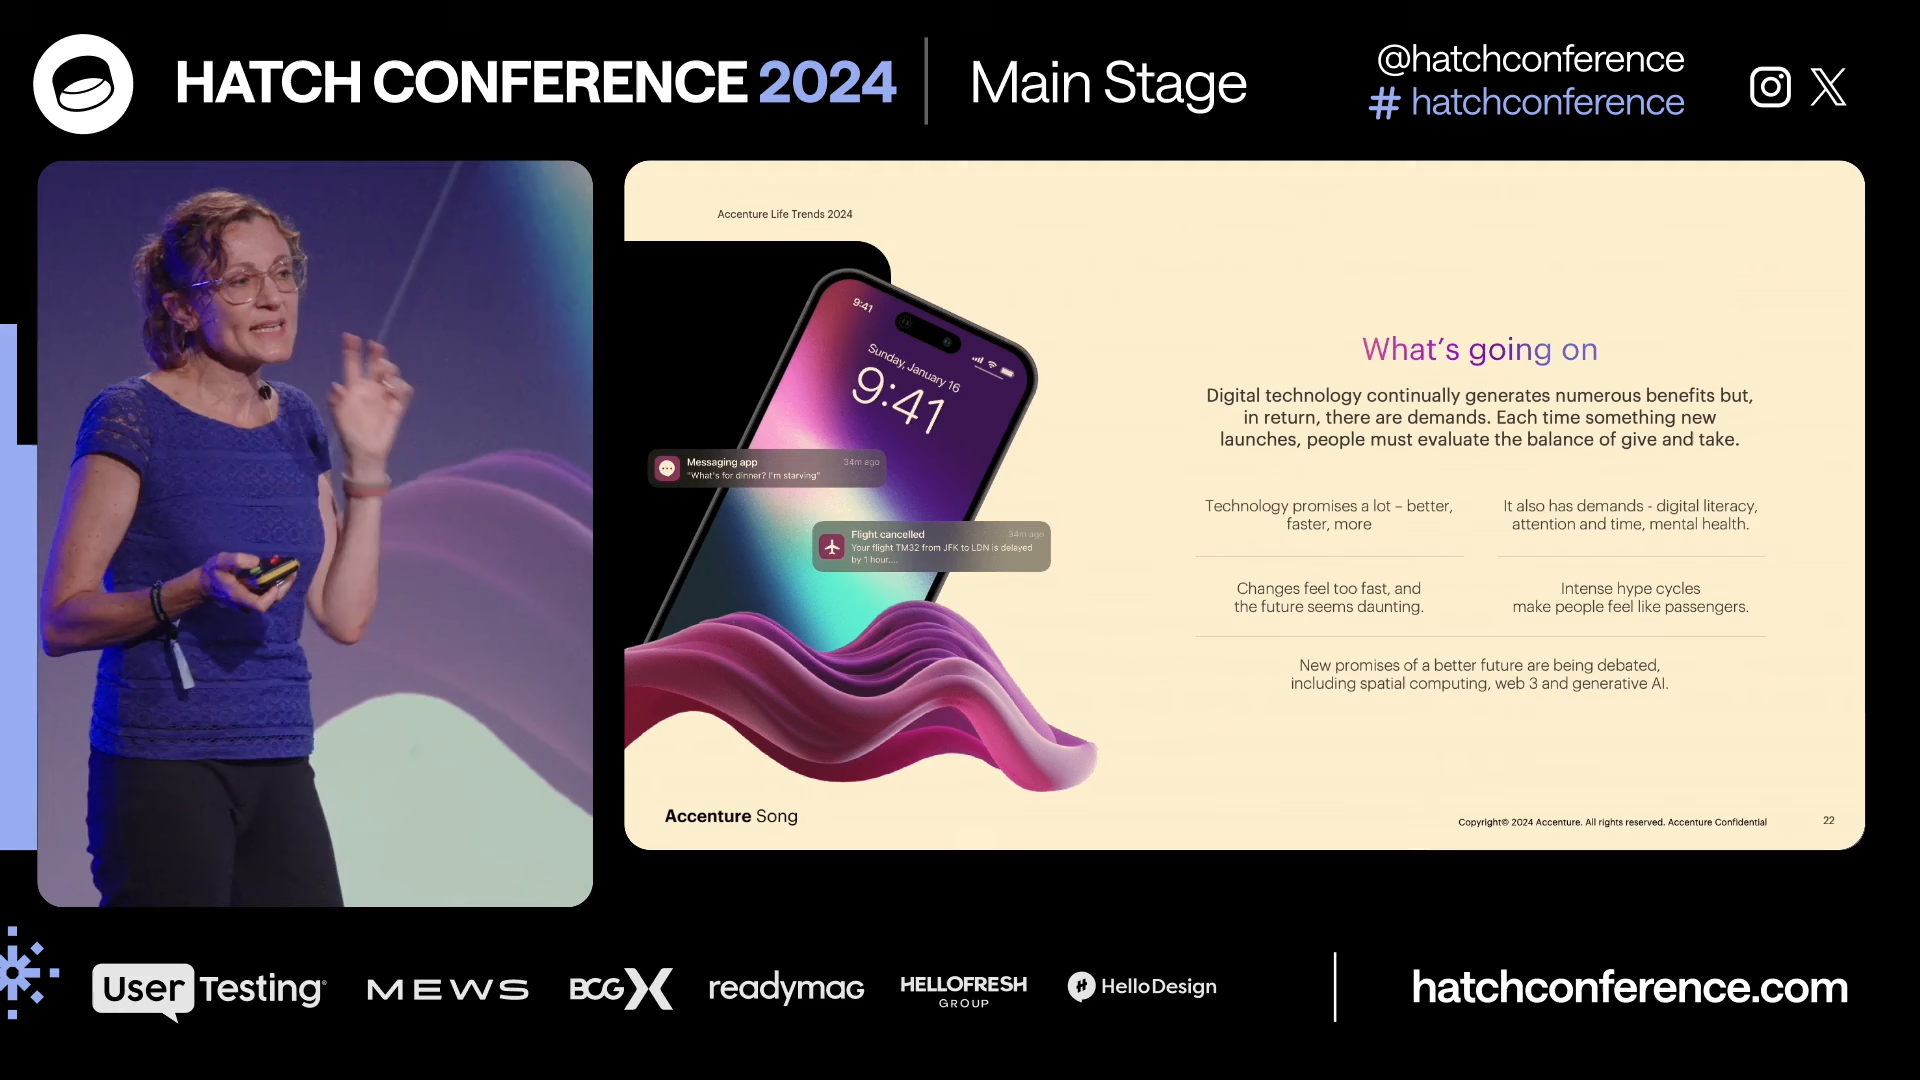 HATCH CONFERENCE 2024
Main Stage
@hatchconference
# hatchconference
Accenture Life Trends 2024
9:41
Sunday, January 16
9:41
Messaging app
34m ago
"What's for dinner? I'm starving"
Flight cancelled
34m ago
Your flight TM32 from JFK to LDN is delayed
by 1 hour....
What's going on
Digital technology continually generates numerous benefits but,
in return, there are demands. Each time something new
launches, people must evaluate the balance of give and take.
Technology promises a lot – better,
faster, more
It also has demands - digital literacy,
attention and time, mental health.
Changes feel too fast, and
the future seems daunting.
Intense hype cycles
make people feel like passengers.
New promises of a better future are being debated,
including spatial computing, web 3 and generative AI.
Accenture Song
Copyright© 2024 Accenture. All rights reserved. Accenture Confidential
22
UserTesting
MEWS
BCG X
readymag
HELLOFRESH
GROUP
HelloDesign
hatchconference.com